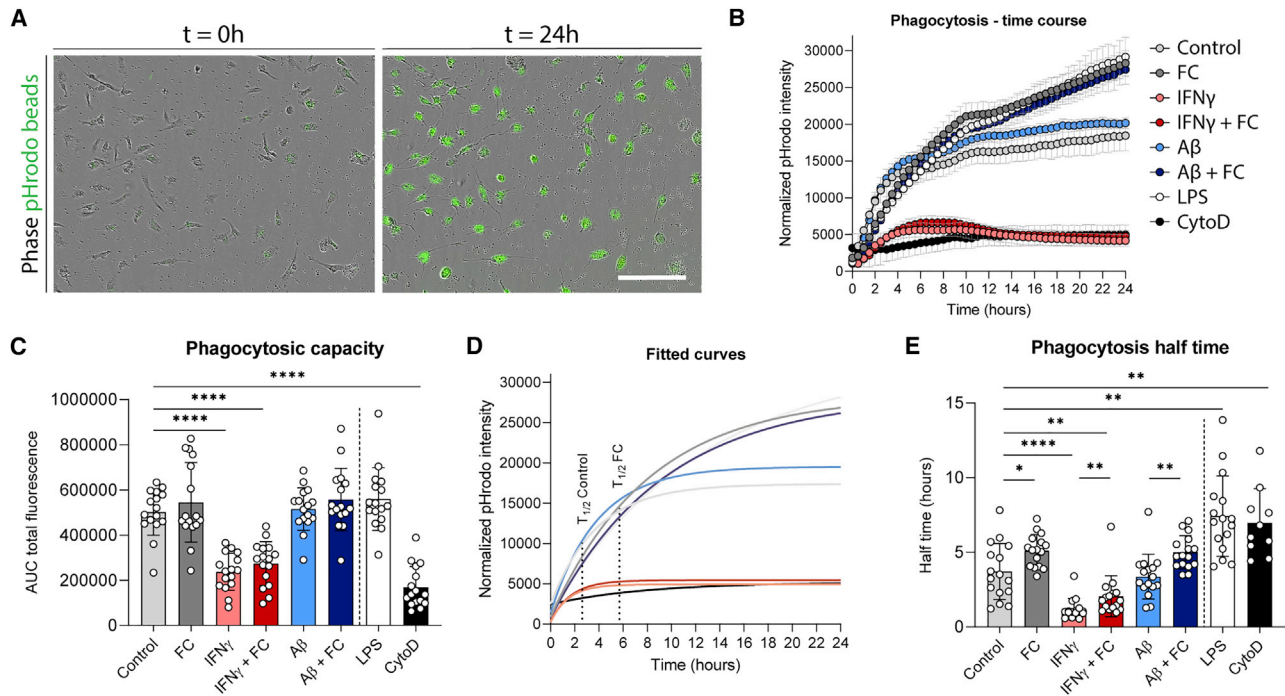 A
t = 0h
t = 24h
Phase pHrodo beads
B
Phagocytosis - time course
Normalized pHrodo intensity
35000
30000
25000
20000
15000
10000
5000
0
0 2 4 6 8 10 12 14 16 18 20 22 24
Time (hours)
Control
FC
IFNγ
IFNγ + FC
Aβ
Aβ + FC
LPS
CytoD
C
Phagocytosic capacity
AUC total fluorescence
1000000
800000
600000
400000
200000
0
****
****
****
Control
FC
IFNγ
IFNγ + FC
Aβ
Aβ + FC
LPS
CytoD
D
Fitted curves
Normalized pHrodo intensity
30000
25000
20000
15000
10000
5000
0
T1/2 Control
T1/2 FC
0 2 4 6 8 10 12 14 16 18 20 22 24
Time (hours)
E
Phagocytosis half time
Half time (hours)
15
10
5
0
**
**
**
****
*
**
**
Control
FC
IFNγ
IFNγ + FC
Aβ
Aβ + FC
LPS
CytoD